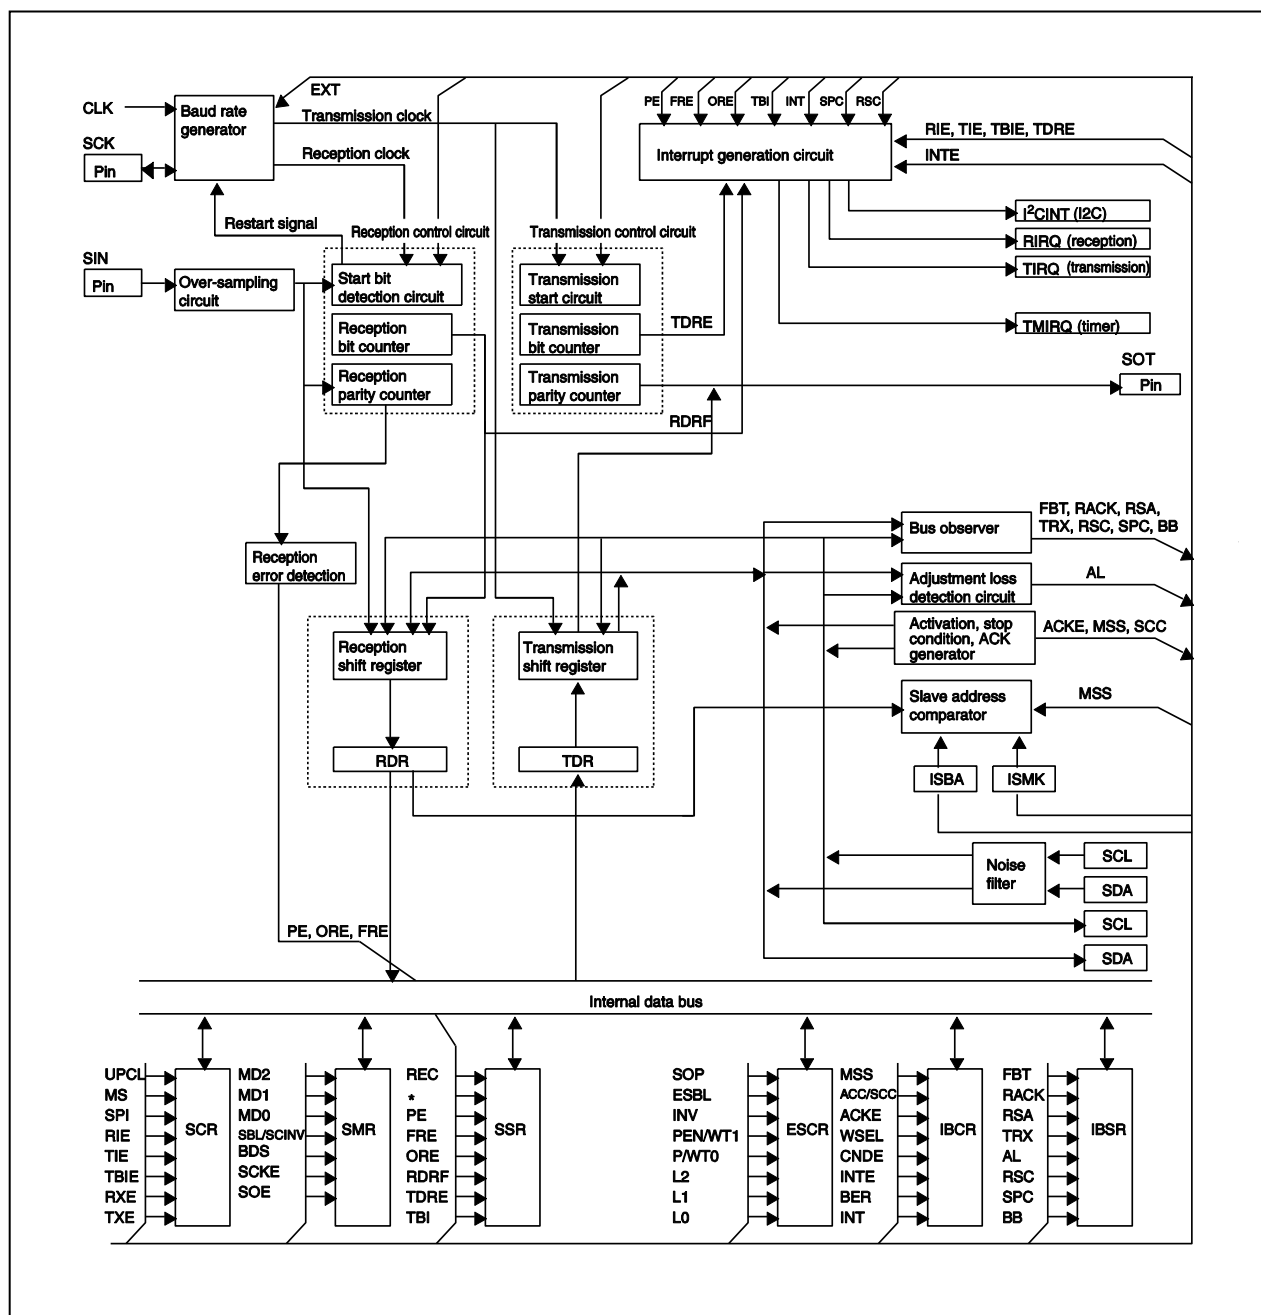 EXT
PE FRE ORE TBI INT SPC RSC
CLK
Baud rate
generator
Transmission clock
RIE, TIE, TBIE, TDRE
SCK
Pin
Reception clock
Interrupt generation circuit
INTE
I²CINT (I2C)
Restart signal
Reception control circuit
Transmission control circuit
RIRQ (reception)
SIN
Pin
Over-sampling
circuit
Start bit
detection circuit
Transmission
start circuit
TIRQ (transmission)
Reception
bit counter
Transmission
bit counter
TDRE
TMIRQ (timer)
SOT
Pin
Reception
parity counter
Transmission
parity counter
RDRF
Bus observer
FBT, RACK, RSA,
TRX, RSC, SPC, BB
Reception
error detection
Adjustment loss
detection circuit
AL
Reception
shift register
Transmission
shift register
Activation, stop
condition, ACK
generator
ACKE, MSS, SCC
Slave address
comparator
MSS
RDR
TDR
ISBA
ISMK
Noise
filter
SCL
SDA
SCL
SDA
PE, ORE, FRE
Internal data bus
UPCL
MS
SPI
RIE
TIE
TBIE
RXE
TXE
SCR
MD2
MD1
MD0
SBL/SCINV
BDS
SCKE
SOE
SMR
REC
*
PE
FRE
ORE
RDRF
TDRE
TBI
SSR
SOP
ESBL
INV
PEN/WT1
P/WT0
L2
L1
L0
ESCR
MSS
ACC/SCC
ACKE
WSEL
CNDE
INTE
BER
INT
IBCR
FBT
RACK
RSA
TRX
AL
RSC
SPC
BB
IBSR